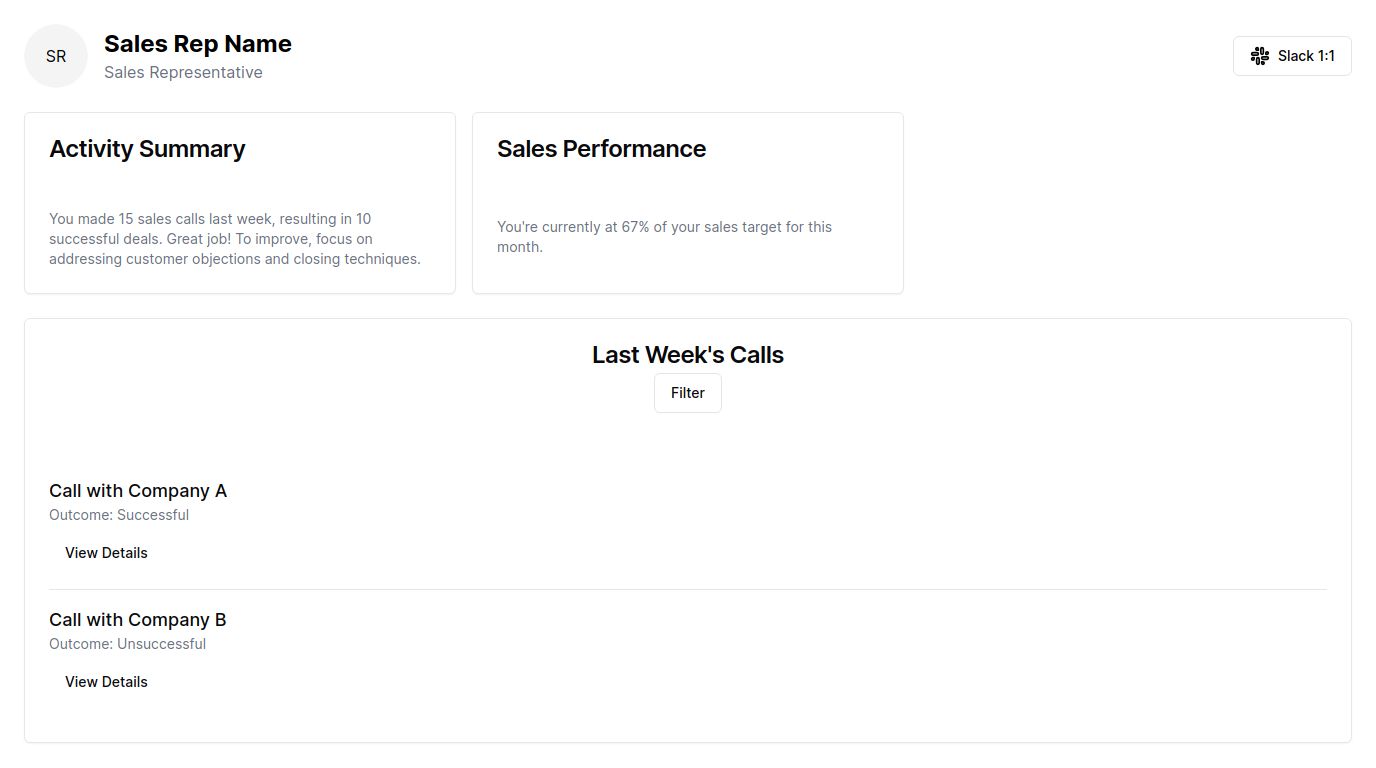 SR
Sales Rep Name
Sales Representative
Slack 1:1
Activity Summary
You made 15 sales calls last week, resulting in 10
successful deals. Great job! To improve, focus on
addressing customer objections and closing techniques.
Sales Performance
You're currently at 67% of your sales target for this
month.
Last Week's Calls
Filter
Call with Company A
Outcome: Successful
View Details
Call with Company B
Outcome: Unsuccessful
View Details